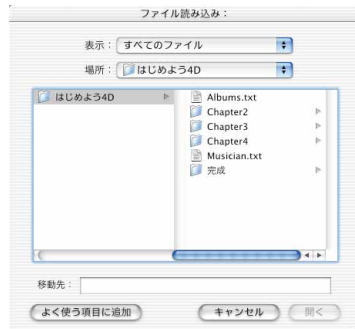 ファイル読み込み：
表示： すべてのファイル
場所： はじめよう4D
はじめよう4D
Albums.txt
Chapter2
Chapter3
Chapter4
Musician.txt
完成
移動先：
よく使う項目に追加 キャンセル 開く